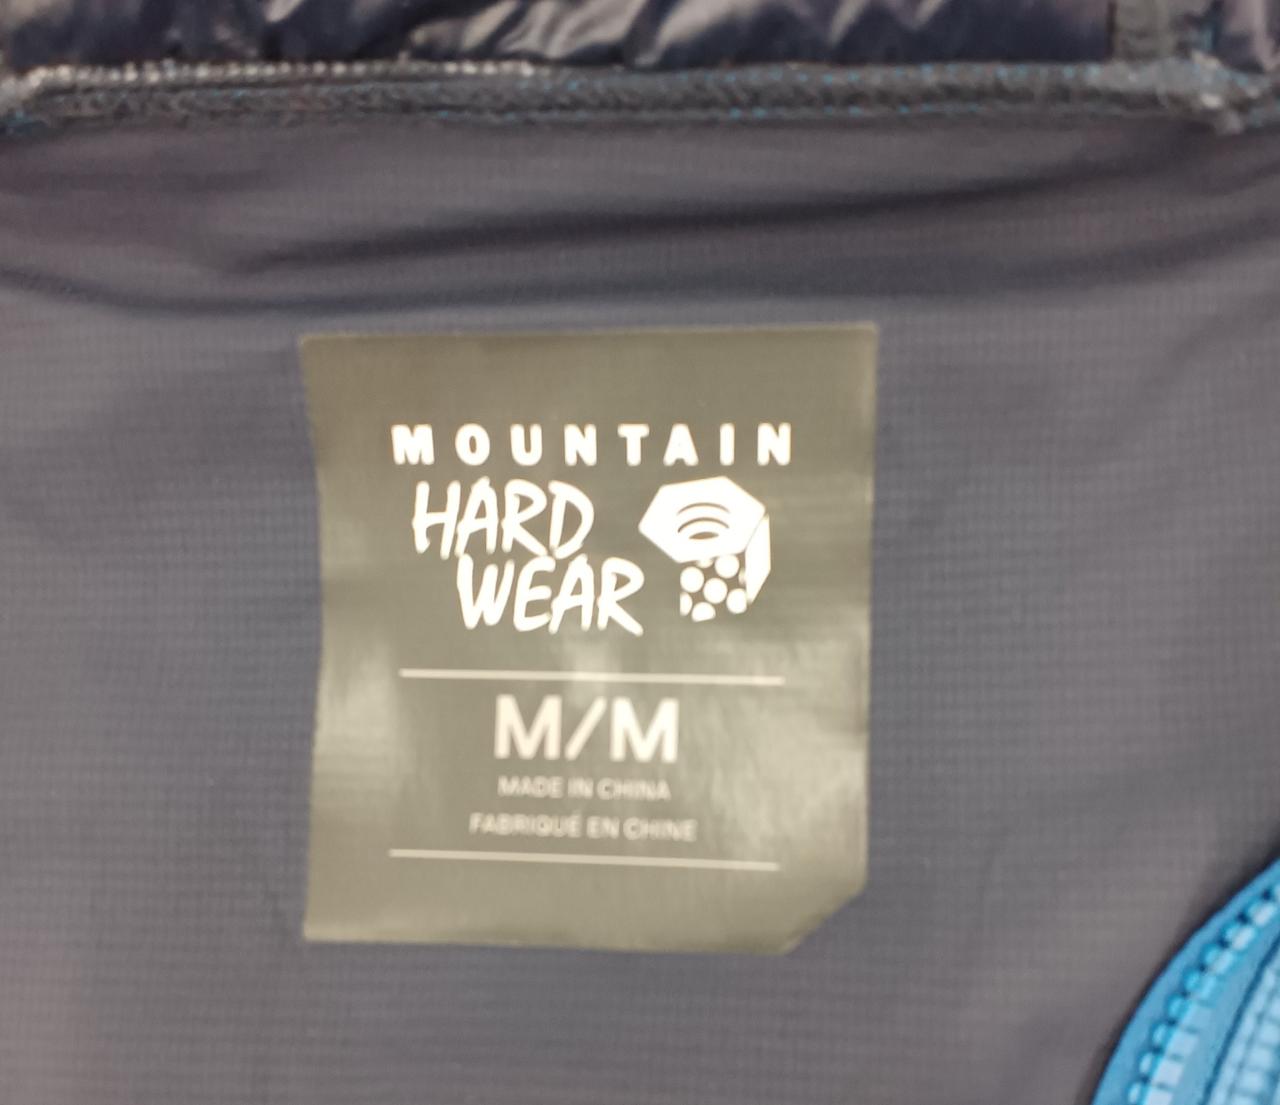 MOUNTAIN
HARD
WEAR
M/M
MADE IN CHINA
FABRIQUÉ EN CHINE